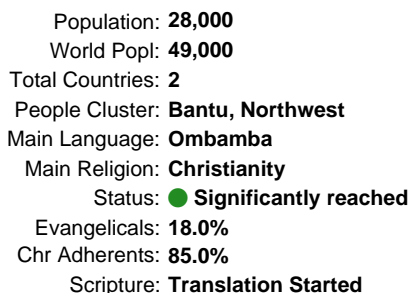 Population: 28,000
World Popl: 49,000
Total Countries: 2
People Cluster: Bantu, Northwest
Main Language: Ombamba
Main Religion: Christianity
Status: Significantly reached
Evangelicals: 18.0%
Chr Adherents: 85.0%
Scripture: Translation Started